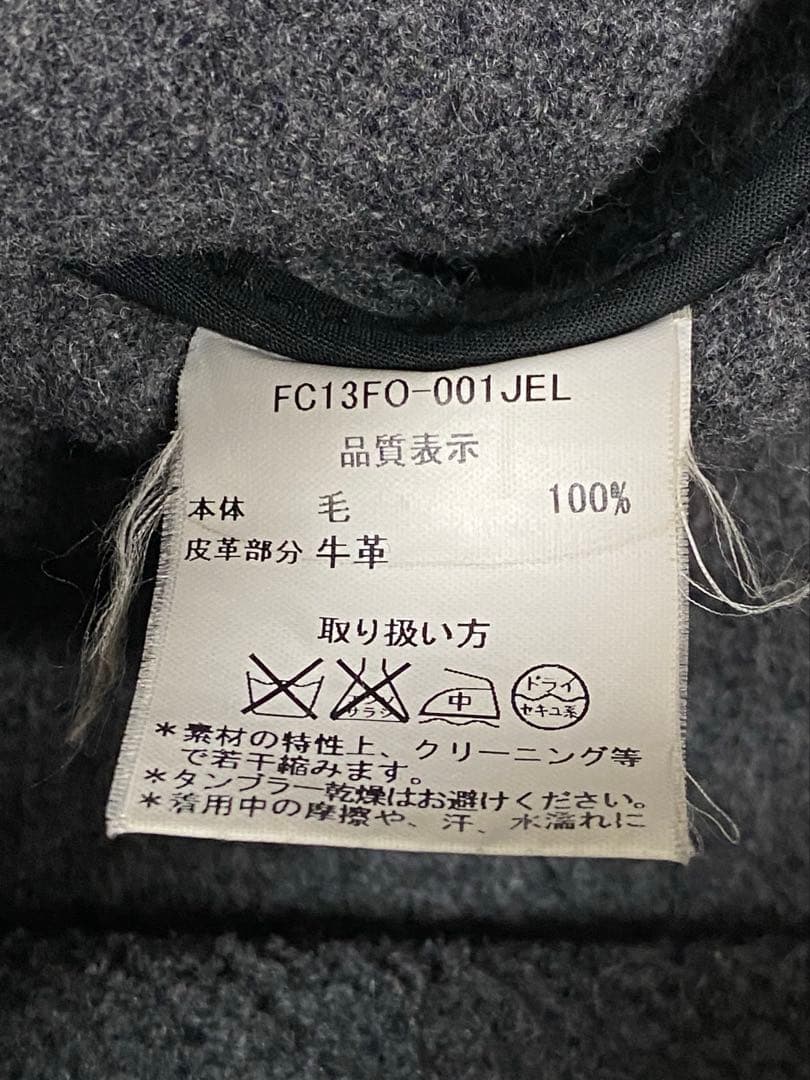 FC13FO-001JEL
品質表示
本体 毛 100%
皮革部分 牛革
取り扱い方
中 ドライ
サラシ セキユ系
＊素材の特性上、クリーニング等
で若干縮みます。
＊タンブラー乾燥はお避けください。
＊着用中の摩擦や、汗、水濡れに